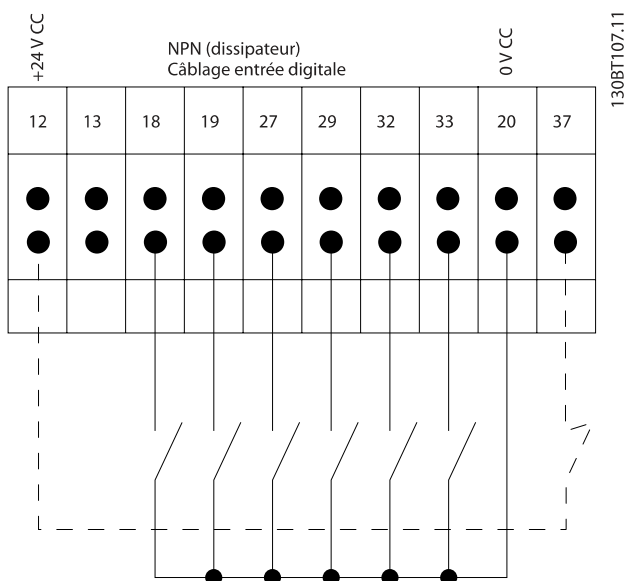 +24 V CC
NPN (dissipateur)
Câblage entrée digitale
0 V CC
130BT107.11
12 13 18 19 27 29 32 33 20 37